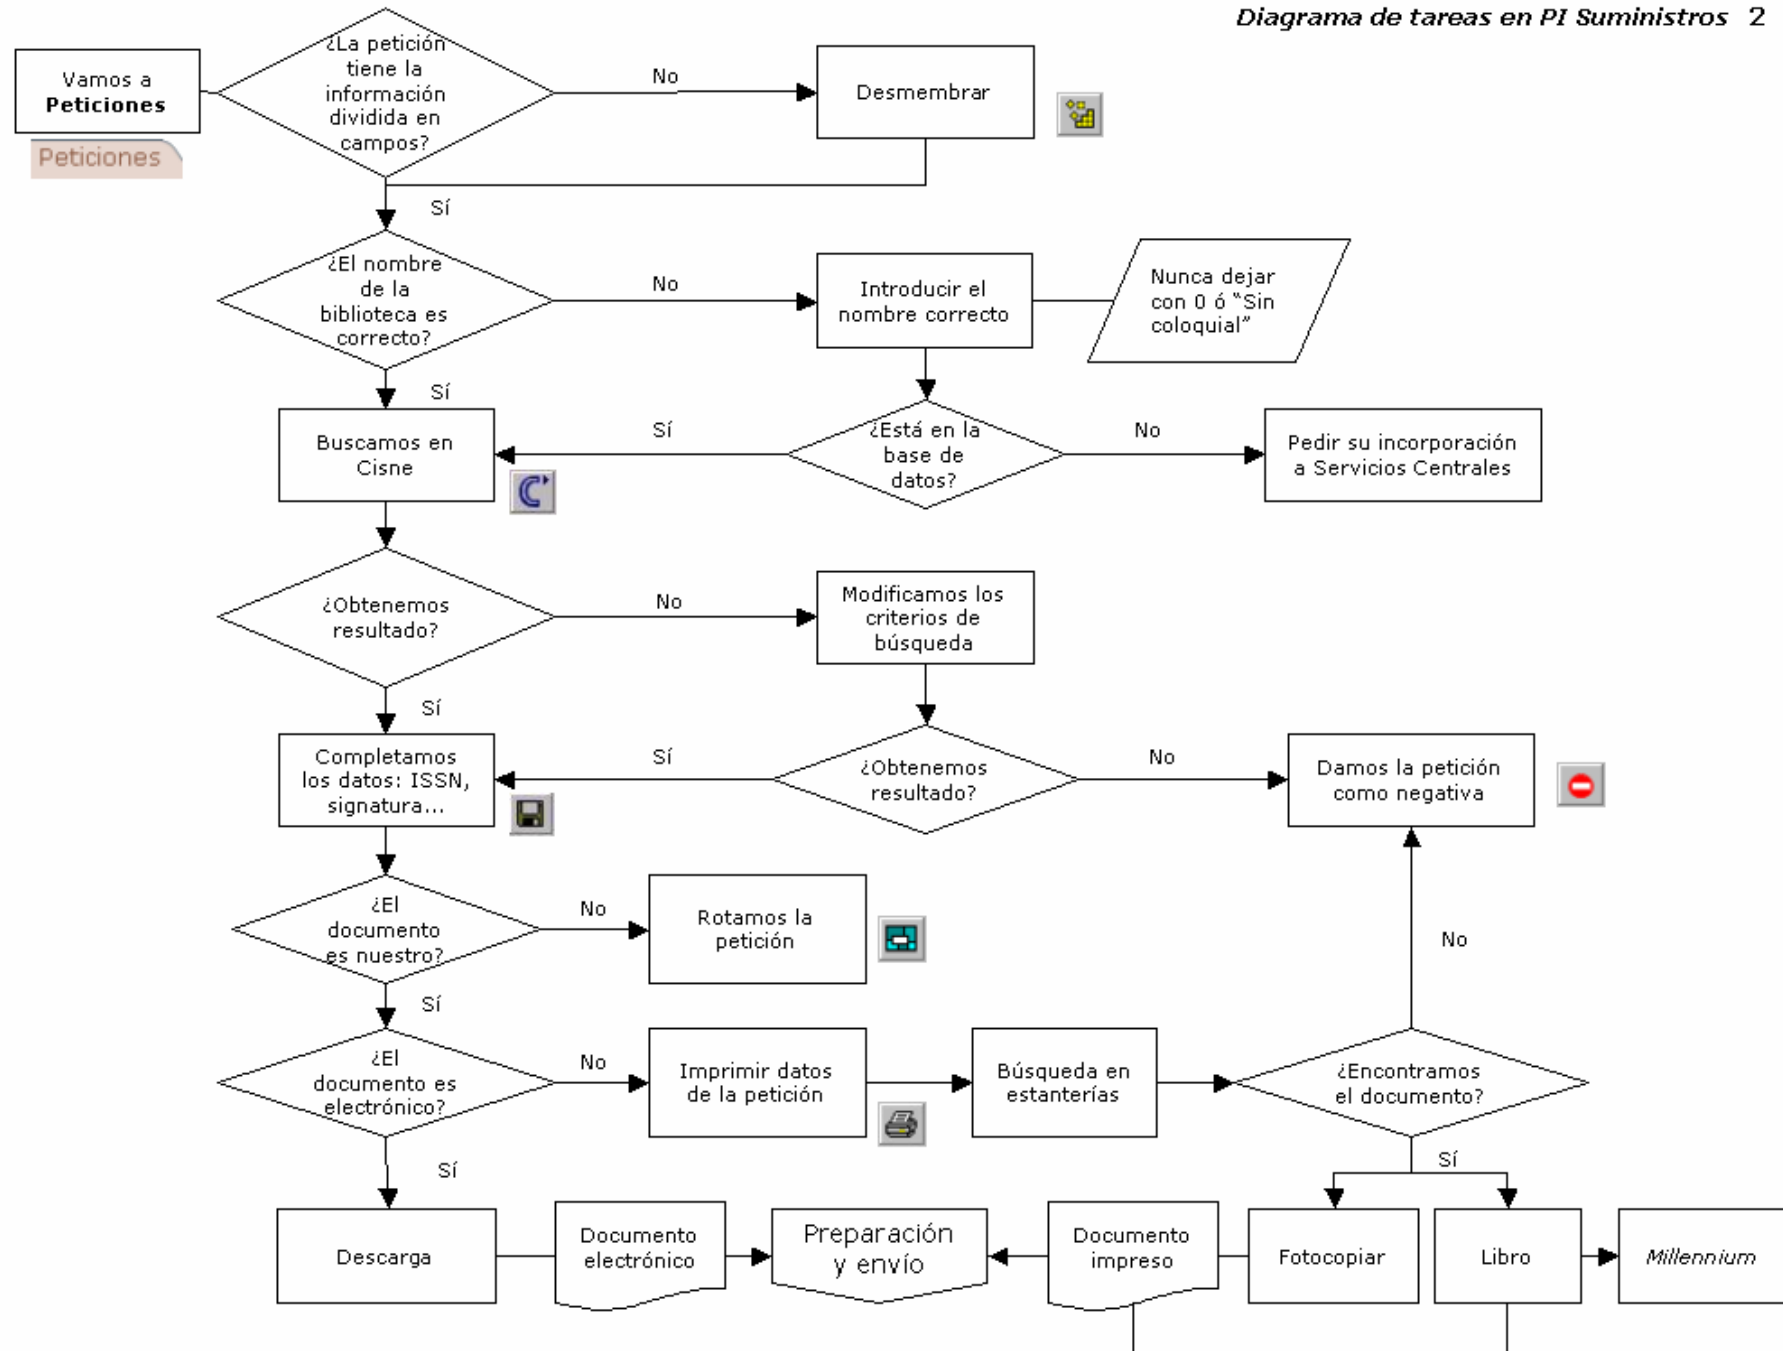 Diagrama de tareas en PI Suministros 2
Vamos a
Peticiones
Peticiones
¿La petición
tiene la
información
dividida en
campos?
No
Desmembrar
Sí
¿El nombre
de la
biblioteca es
correcto?
No
Introducir el
nombre correcto
Nunca dejar
con 0 ó “Sin
coloquial”
Sí
Buscamos en
Cisne
Sí
¿Está en la
base de
datos?
No
Pedir su incorporación
a Servicios Centrales
¿Obtenemos
resultado?
No
Modificamos los
criterios de
búsqueda
Sí
Completamos
los datos: ISSN,
signatura...
Sí
¿Obtenemos
resultado?
No
Damos la petición
como negativa
¿El
documento
es nuestro?
No
Rotamos la
petición
No
Sí
¿El
documento es
electrónico?
No
Imprimir datos
de la petición
Búsqueda en
estanterías
¿Encontramos
el documento?
Sí
Sí
Descarga
Documento
electrónico
Preparación
y envío
Documento
impreso
Fotocopiar
Libro
Millennium